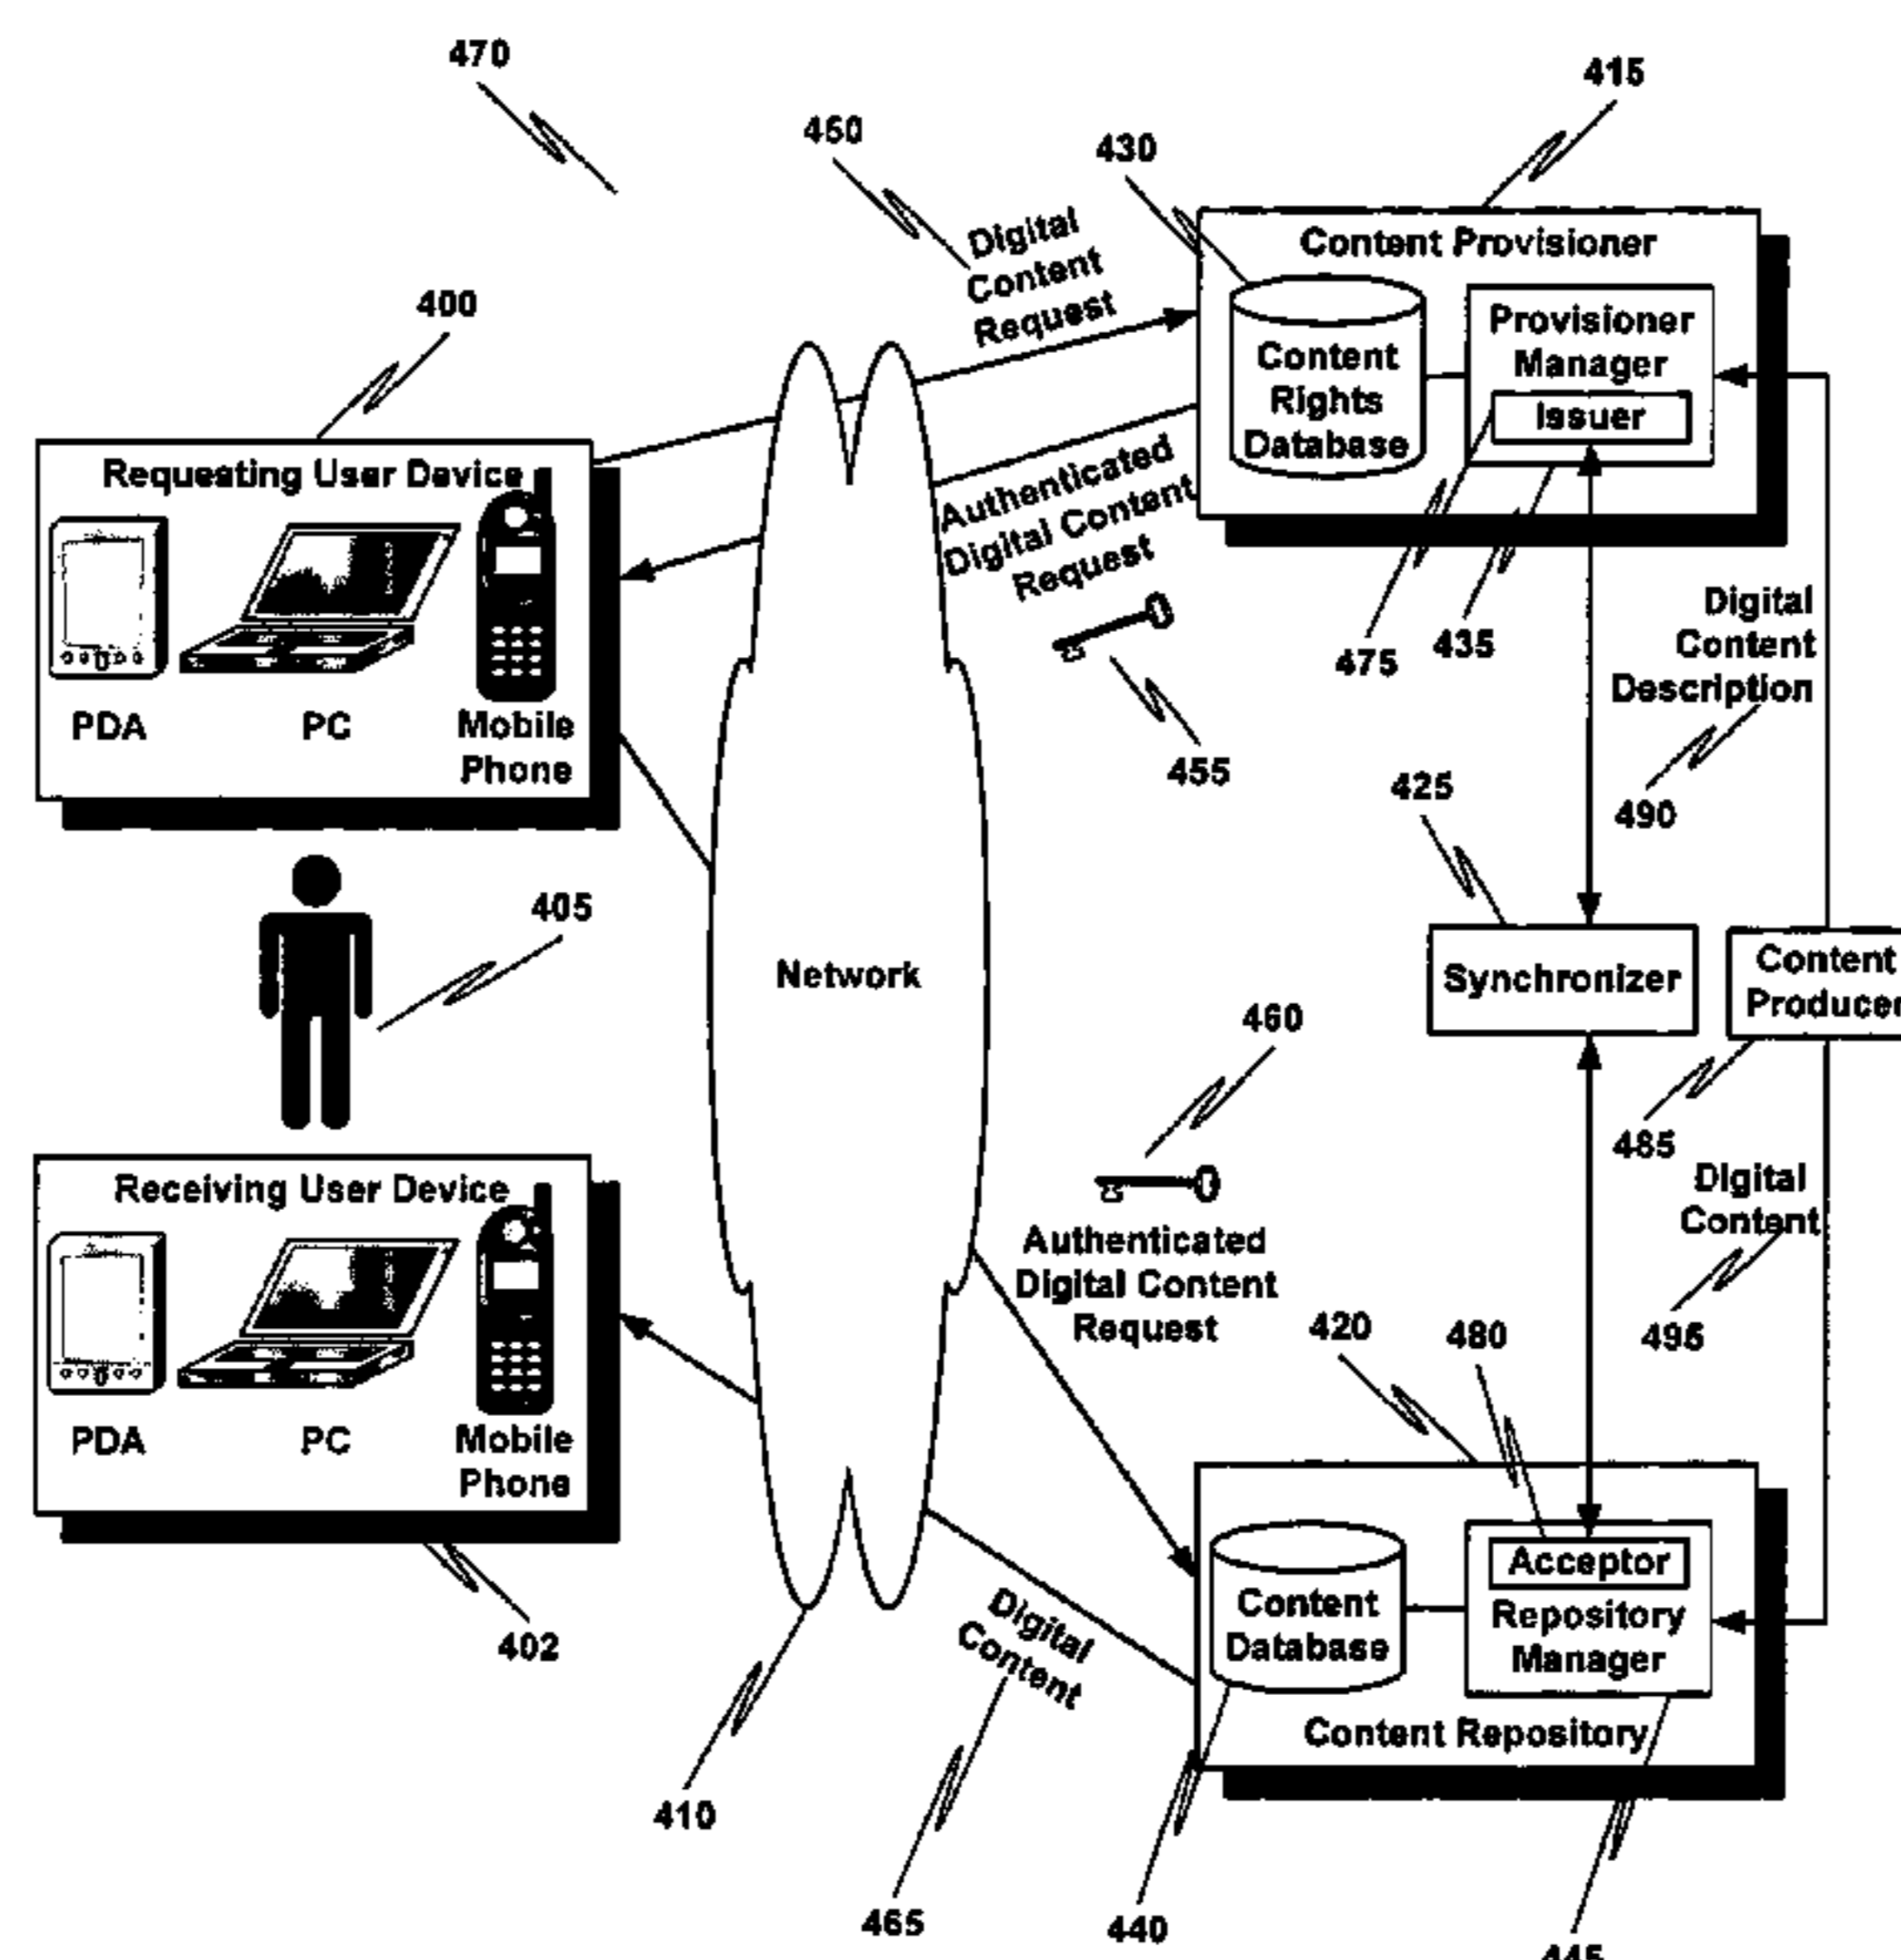 470
415
450
430
Digital
Content
Request
Content Provisioner
400
Provisioner
Manager
Issuer
Content
Rights
Database
Requesting User Device
Authenticated
Digital Content
Request
PDA
PC
Mobile
Phone
475
435
Digital
Content
Description
455
425
490
405
Network
Synchronizer
Content
Producer
460
485
Receiving User Device
Authenticated
Digital Content
Request
Digital
Content
420
480
495
PDA
PC
Mobile
Phone
Acceptor
Repository
Manager
Content
Database
Digital
Content
402
Content Repository
410
465
440
445